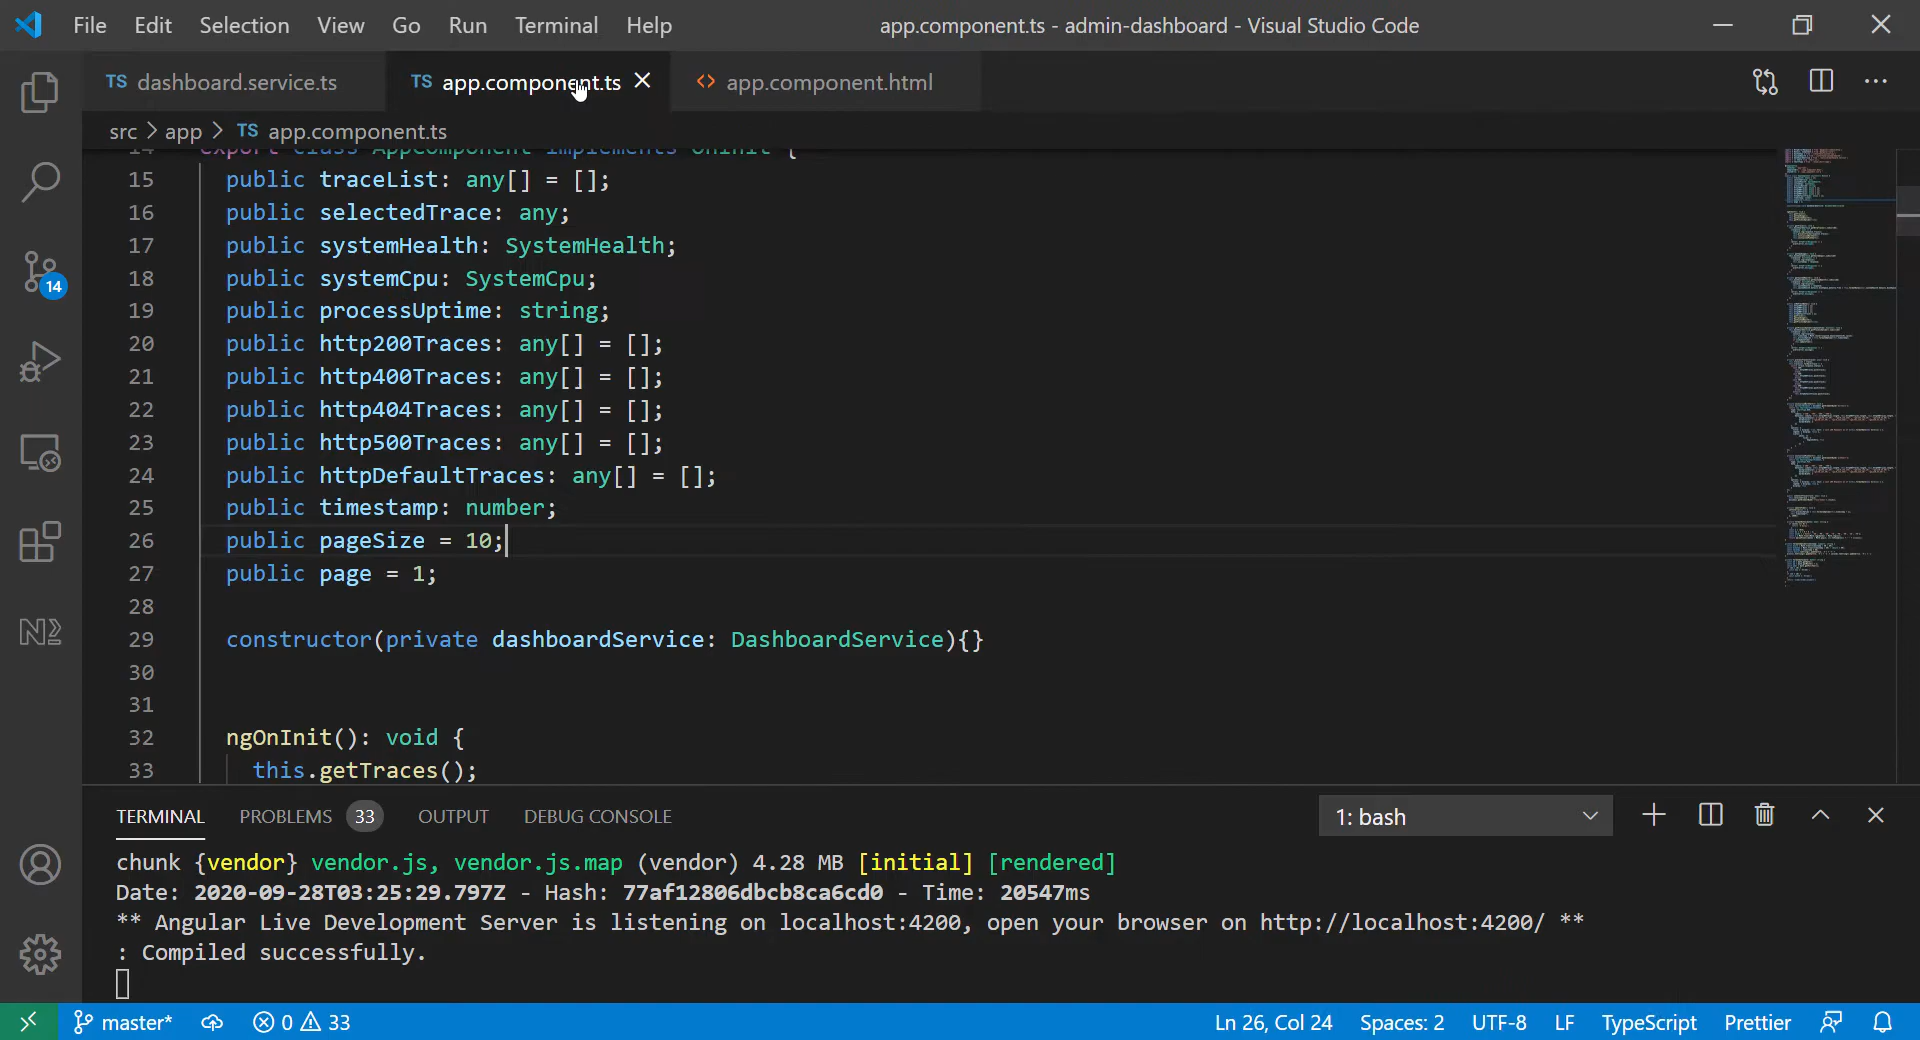 File Edit Selection View Go Run Terminal Help app.component.ts - admin-dashboard - Visual Studio Code
TS dashboard.service.ts TS app.component.ts <> app.component.html
src > app > TS app.component.ts
14 export class AppComponent implements OnInit {
15 public traceList: any[] = [];
16 public selectedTrace: any;
17 public systemHealth: SystemHealth;
18 public systemCpu: SystemCpu;
19 public processUptime: string;
20 public http200Traces: any[] = [];
21 public http400Traces: any[] = [];
22 public http404Traces: any[] = [];
23 public http500Traces: any[] = [];
24 public httpDefaultTraces: any[] = [];
25 public timestamp: number;
26 public pageSize = 10;
27 public page = 1;
28
29 constructor(private dashboardService: DashboardService){}
30
31
32 ngOnInit(): void {
33 this.getTraces();
14
TERMINAL PROBLEMS 33 OUTPUT DEBUG CONSOLE 1: bash
chunk {vendor} vendor.js, vendor.js.map (vendor) 4.28 MB [initial] [rendered]
Date: 2020-09-28T03:25:29.797Z - Hash: 77af12806dbcb8ca6cd0 - Time: 20547ms
** Angular Live Development Server is listening on localhost:4200, open your browser on http://localhost:4200/ **
: Compiled successfully.
master* 0 33 Ln 26, Col 24 Spaces: 2 UTF-8 LF TypeScript Prettier